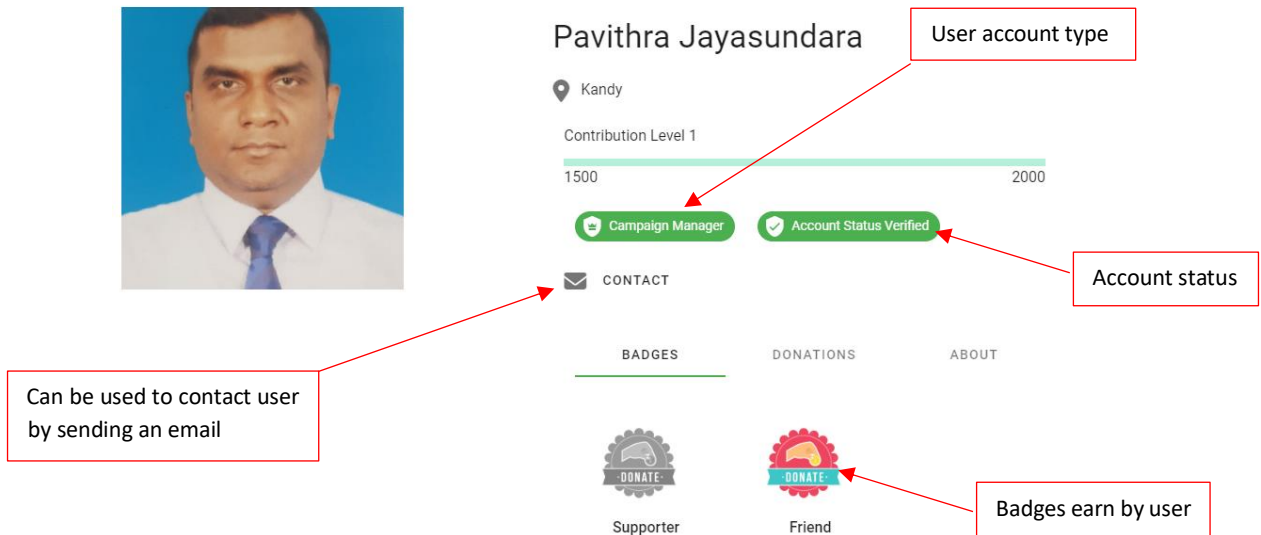 Pavithra Jayasundara
User account type
Kandy
Contribution Level 1
1500 2000
Campaign Manager Account Status Verified
CONTACT
Account status
BADGES DONATIONS ABOUT
Can be used to contact user
by sending an email
·DONATE· ·DONATE·
Badges earn by user
Supporter Friend